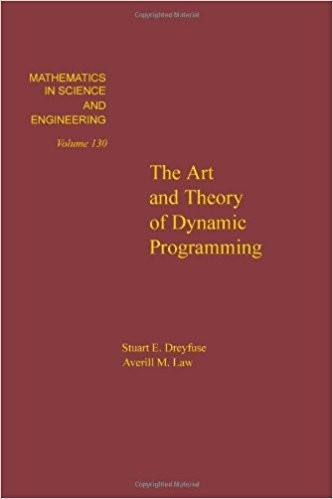 MATHEMATICS
IN SCIENCE
AND
ENGINEERING
Volume 130
The Art
and Theory
of Dynamic
Programming
Stuart E. Dreyfuse
Averill M. Law